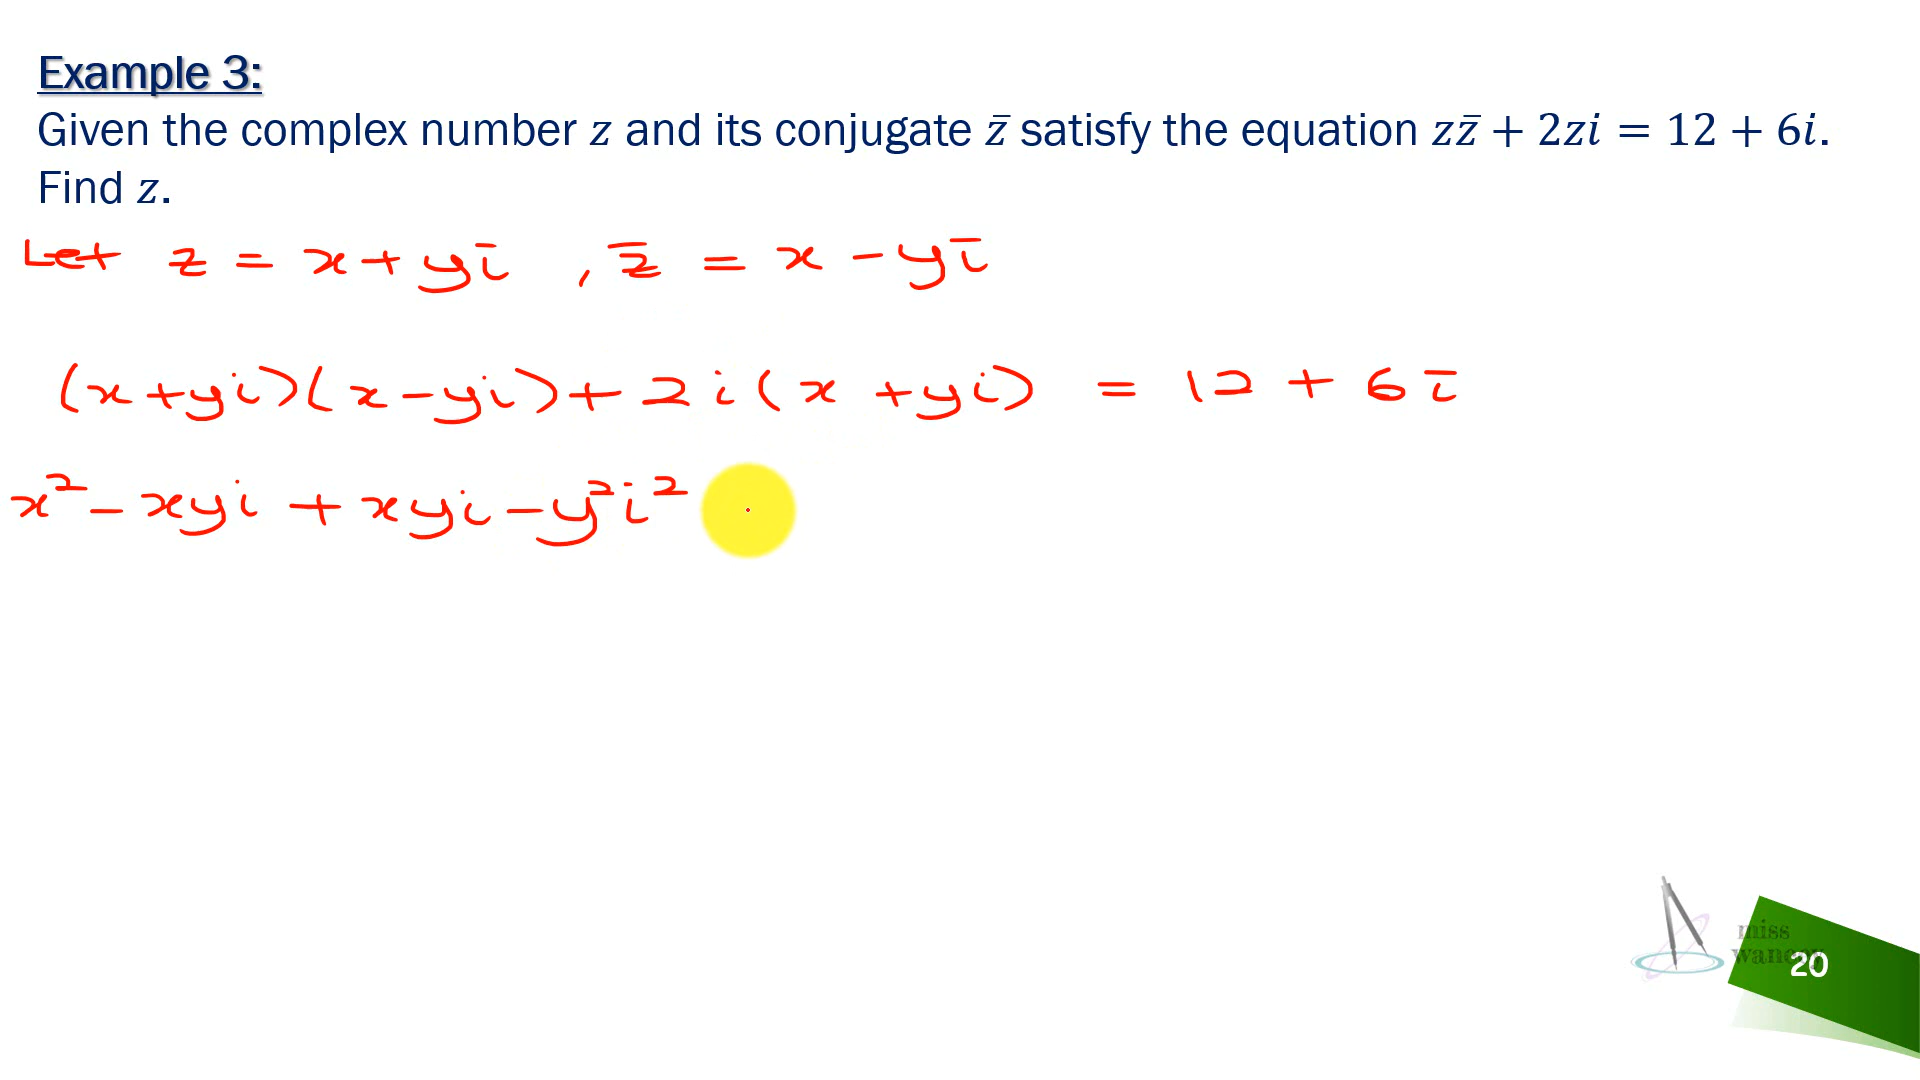 Example 3:
Given the complex number z and its conjugate z̄ satisfy the equation zz̄ + 2zi = 12 + 6i.
Find z.
Let z = x + yi , z̄ = x - yi
(x + yi)(x - yi) + 2i(x + yi) = 12 + 6i
x² - xyi + xyi - y²i²
miss
20